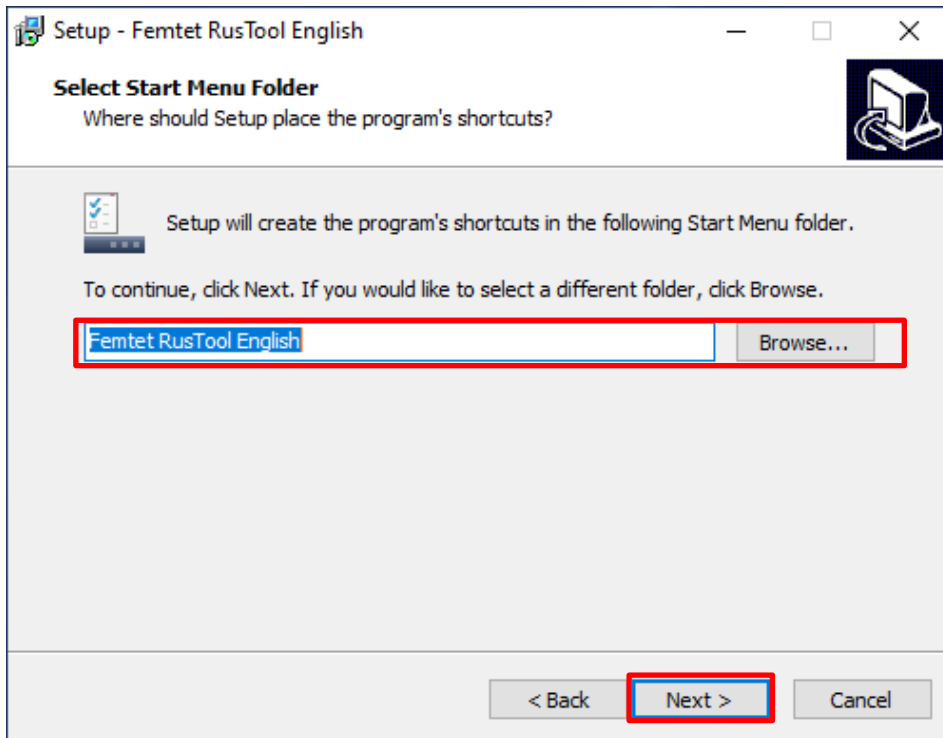 Setup - Femtet RusTool English
Select Start Menu Folder
Where should Setup place the program's shortcuts?
Setup will create the program's shortcuts in the following Start Menu folder.
To continue, click Next. If you would like to select a different folder, click Browse.
Femtet RusTool English
Browse...
< Back
Next >
Cancel